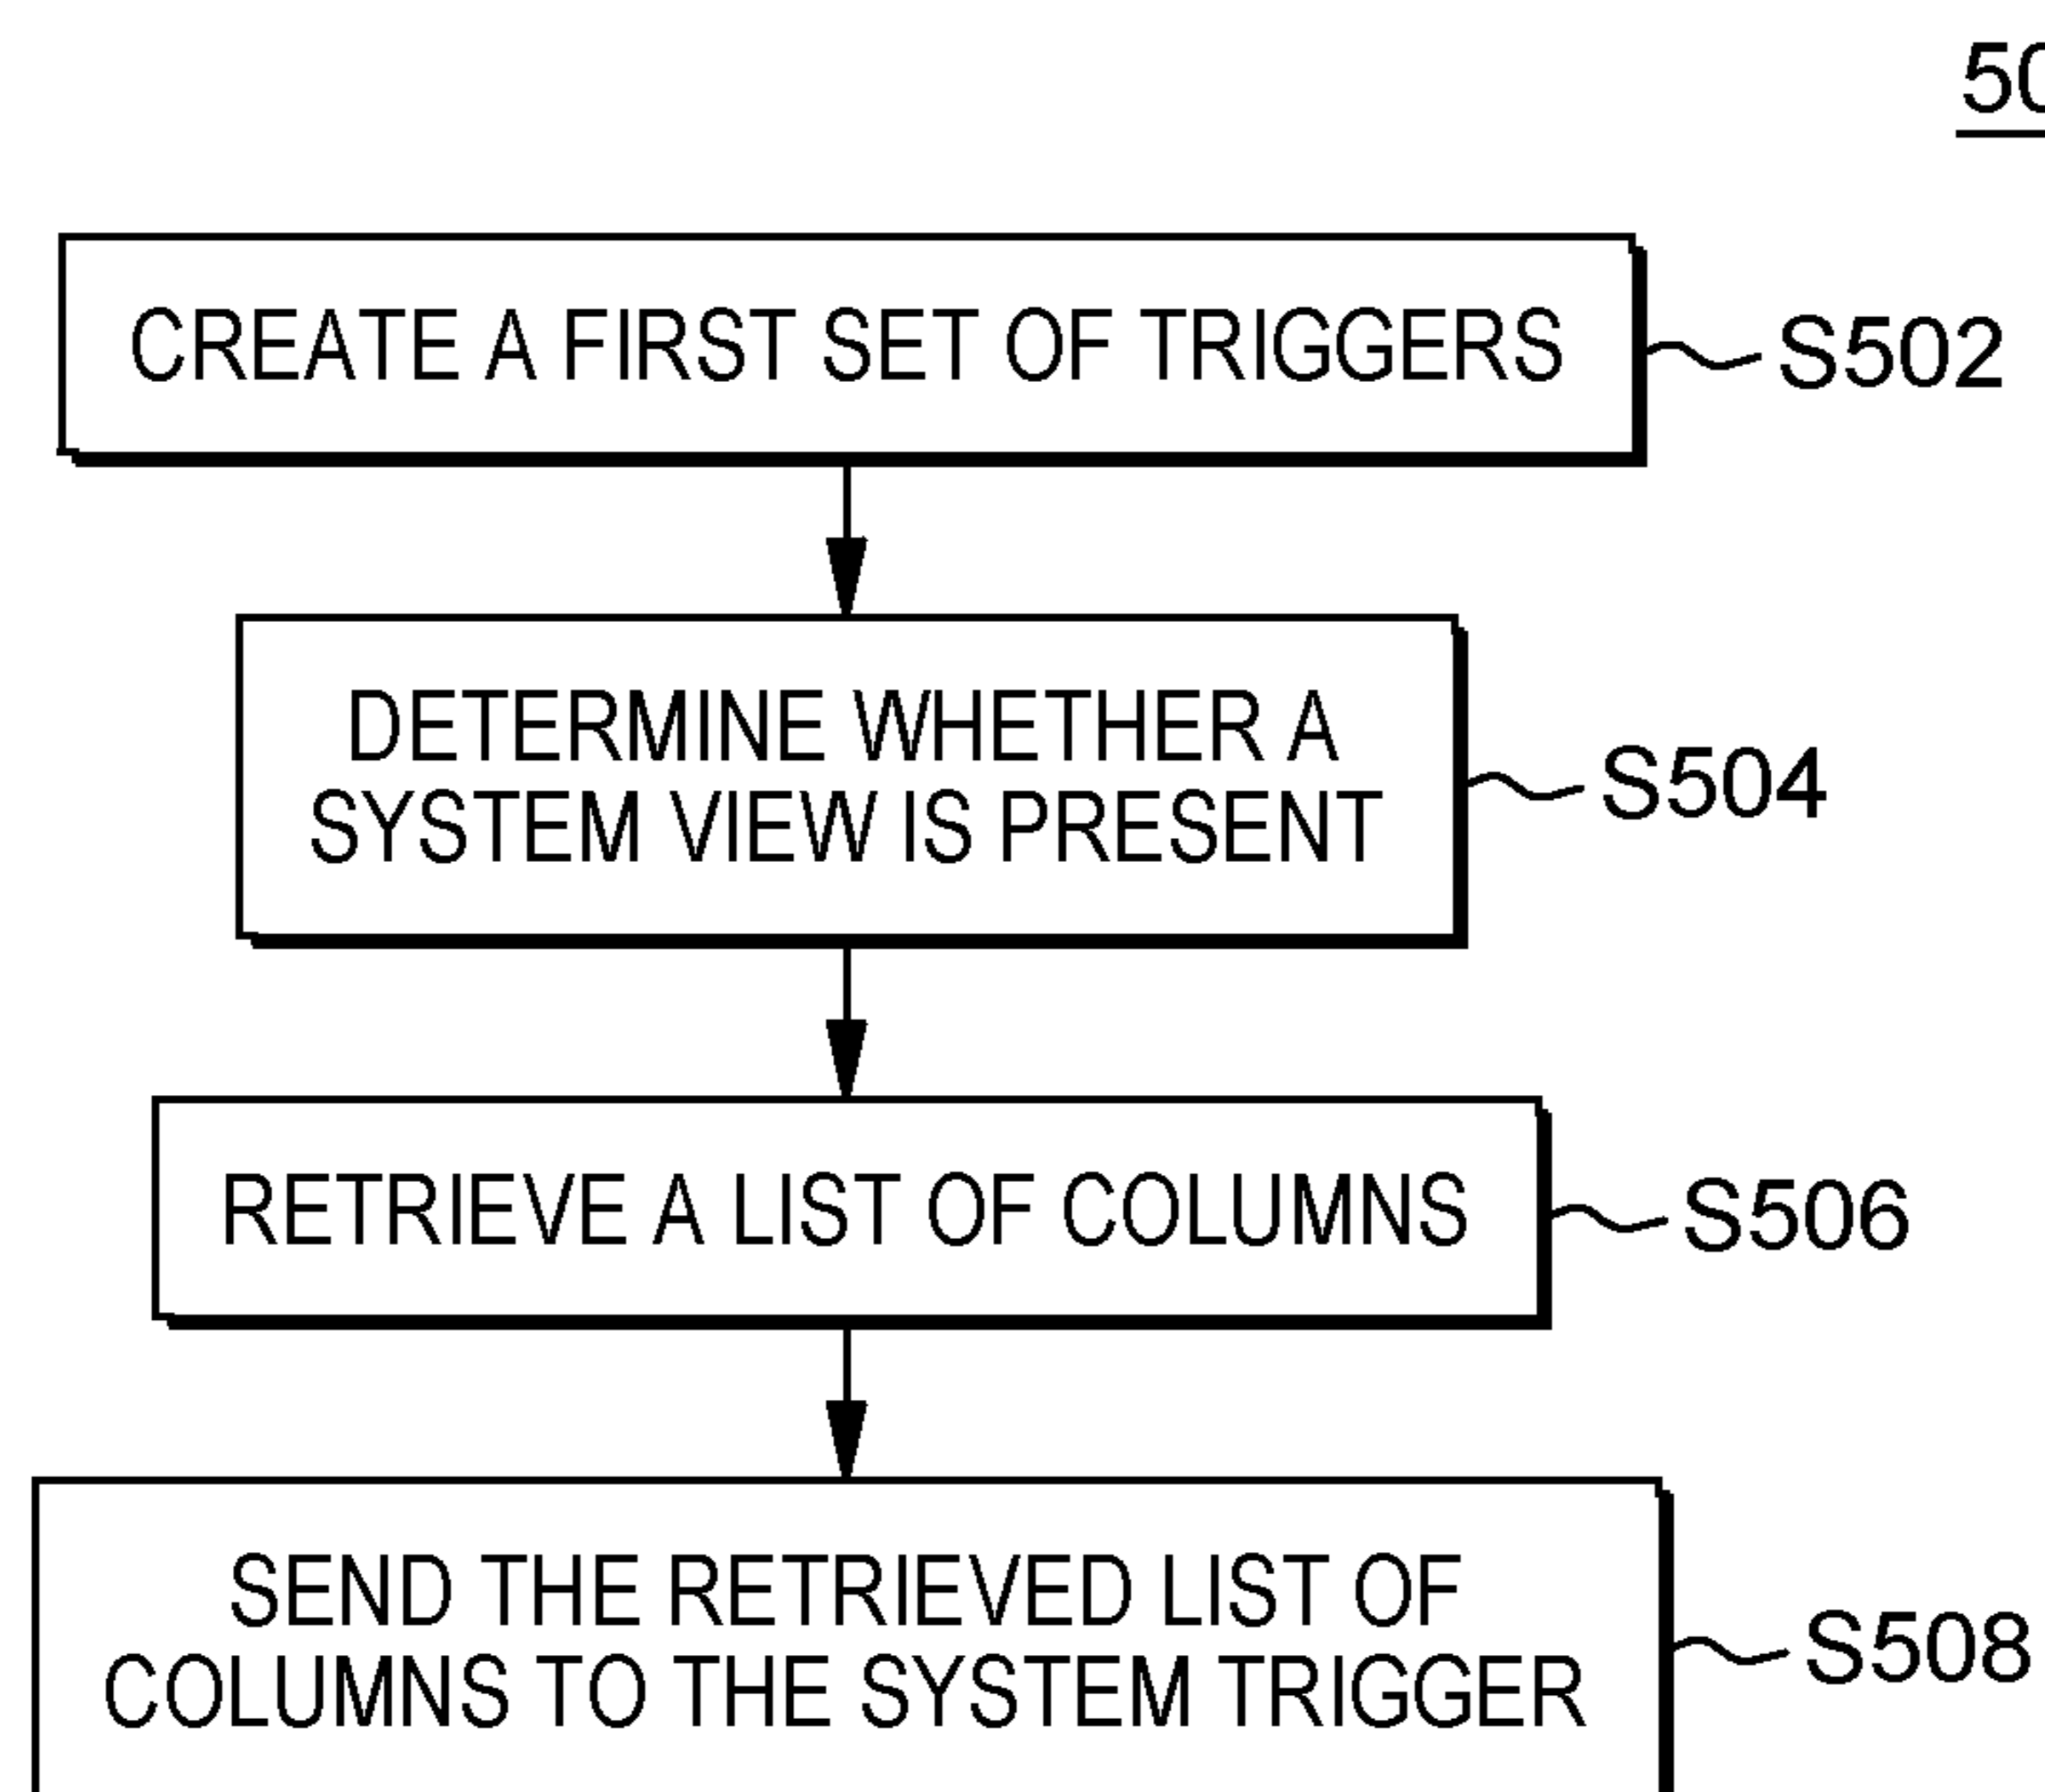 CREATE A FIRST SET OF TRIGGERS
S502
DETERMINE WHETHER A
SYSTEM VIEW IS PRESENT
S504
RETRIEVE A LIST OF COLUMNS
S506
SEND THE RETRIEVED LIST OF
COLUMNS TO THE SYSTEM TRIGGER
S508